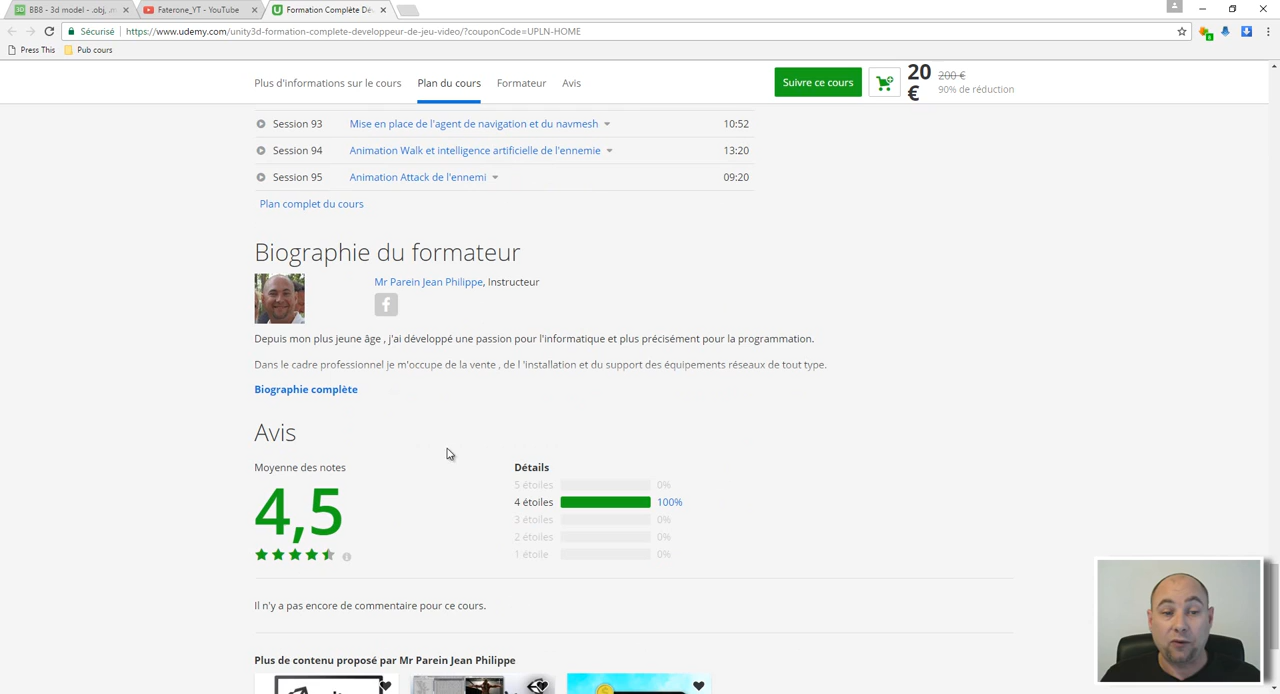 BB8 - 3d model - .obj,
Faterone_YT - YouTube
Formation Complète Dé
Sécurisé
https://www.udemy.com/unity3d-formation-complete-developpeur-de-jeu-video/?couponCode=UPLN-HOME
Press This
Pub cours
Plus d'informations sur le cours
Plan du cours
Formateur
Avis
Suivre ce cours
20 €
200 €
90% de réduction
Session 93 Mise en place de l'agent de navigation et du navmesh 10:52
Session 94 Animation Walk et intelligence artificielle de l'ennemie 13:20
Session 95 Animation Attack de l'ennemi 09:20
Plan complet du cours
Biographie du formateur
Mr Parein Jean Philippe, Instructeur
Depuis mon plus jeune âge , j'ai développé une passion pour l'informatique et plus précisément pour la programmation.
Dans le cadre professionnel je m'occupe de la vente , de l 'installation et du support des équipements réseaux de tout type.
Biographie complète
Avis
Moyenne des notes
4,5
Détails
5 étoiles 0%
4 étoiles 100%
3 étoiles 0%
2 étoiles 0%
1 étoile 0%
Il n'y a pas encore de commentaire pour ce cours.
Plus de contenu proposé par Mr Parein Jean Philippe